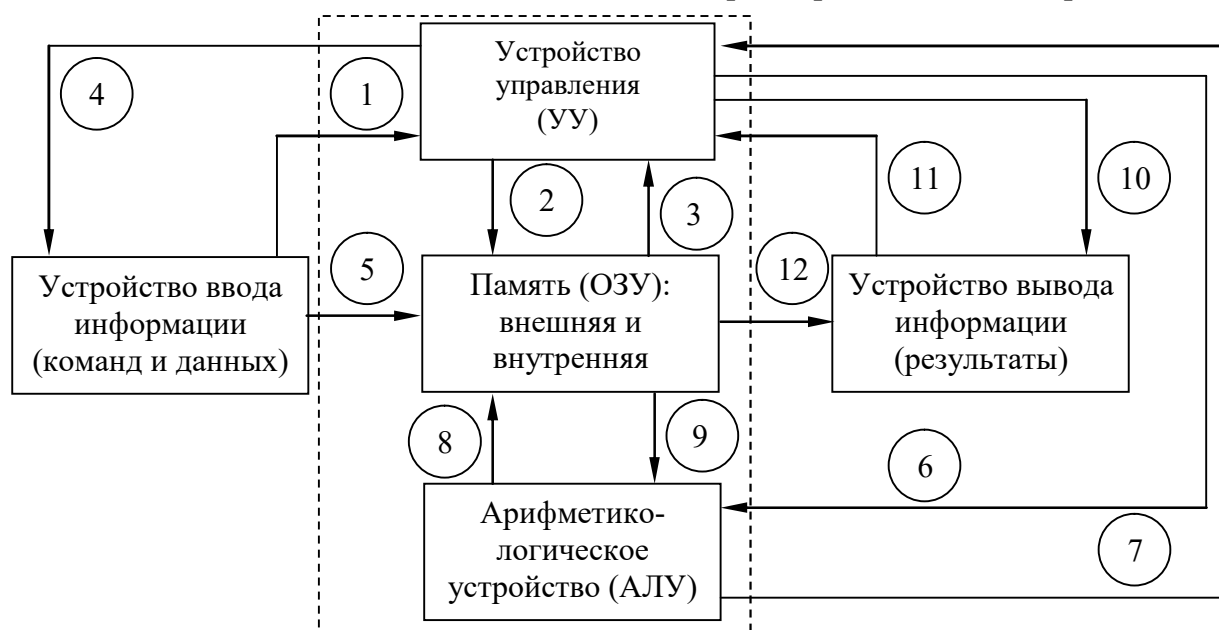 Устройство
управления
(УУ)
4
1
11
10
2
3
5
12
Устройство ввода
информации
(команд и данных)
Память (ОЗУ):
внешняя и
внутренняя
Устройство вывода
информации
(результаты)
8
9
6
Арифметико-
логическое
устройство (АЛУ)
7